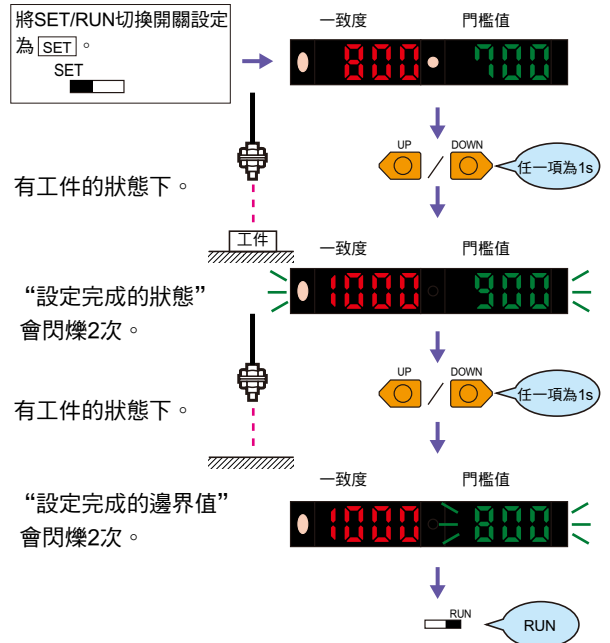 將SET/RUN切換開關設定
為 SET 。
SET
一致度 門檻值
800 700
UP / DOWN 任一項為1s
有工件的狀態下。
工件
一致度 門檻值
“設定完成的狀態” 1000 900
會閃爍2次。
UP / DOWN 任一項為1s
有工件的狀態下。
一致度 門檻值
“設定完成的邊界值” 1000 800
會閃爍2次。
RUN RUN